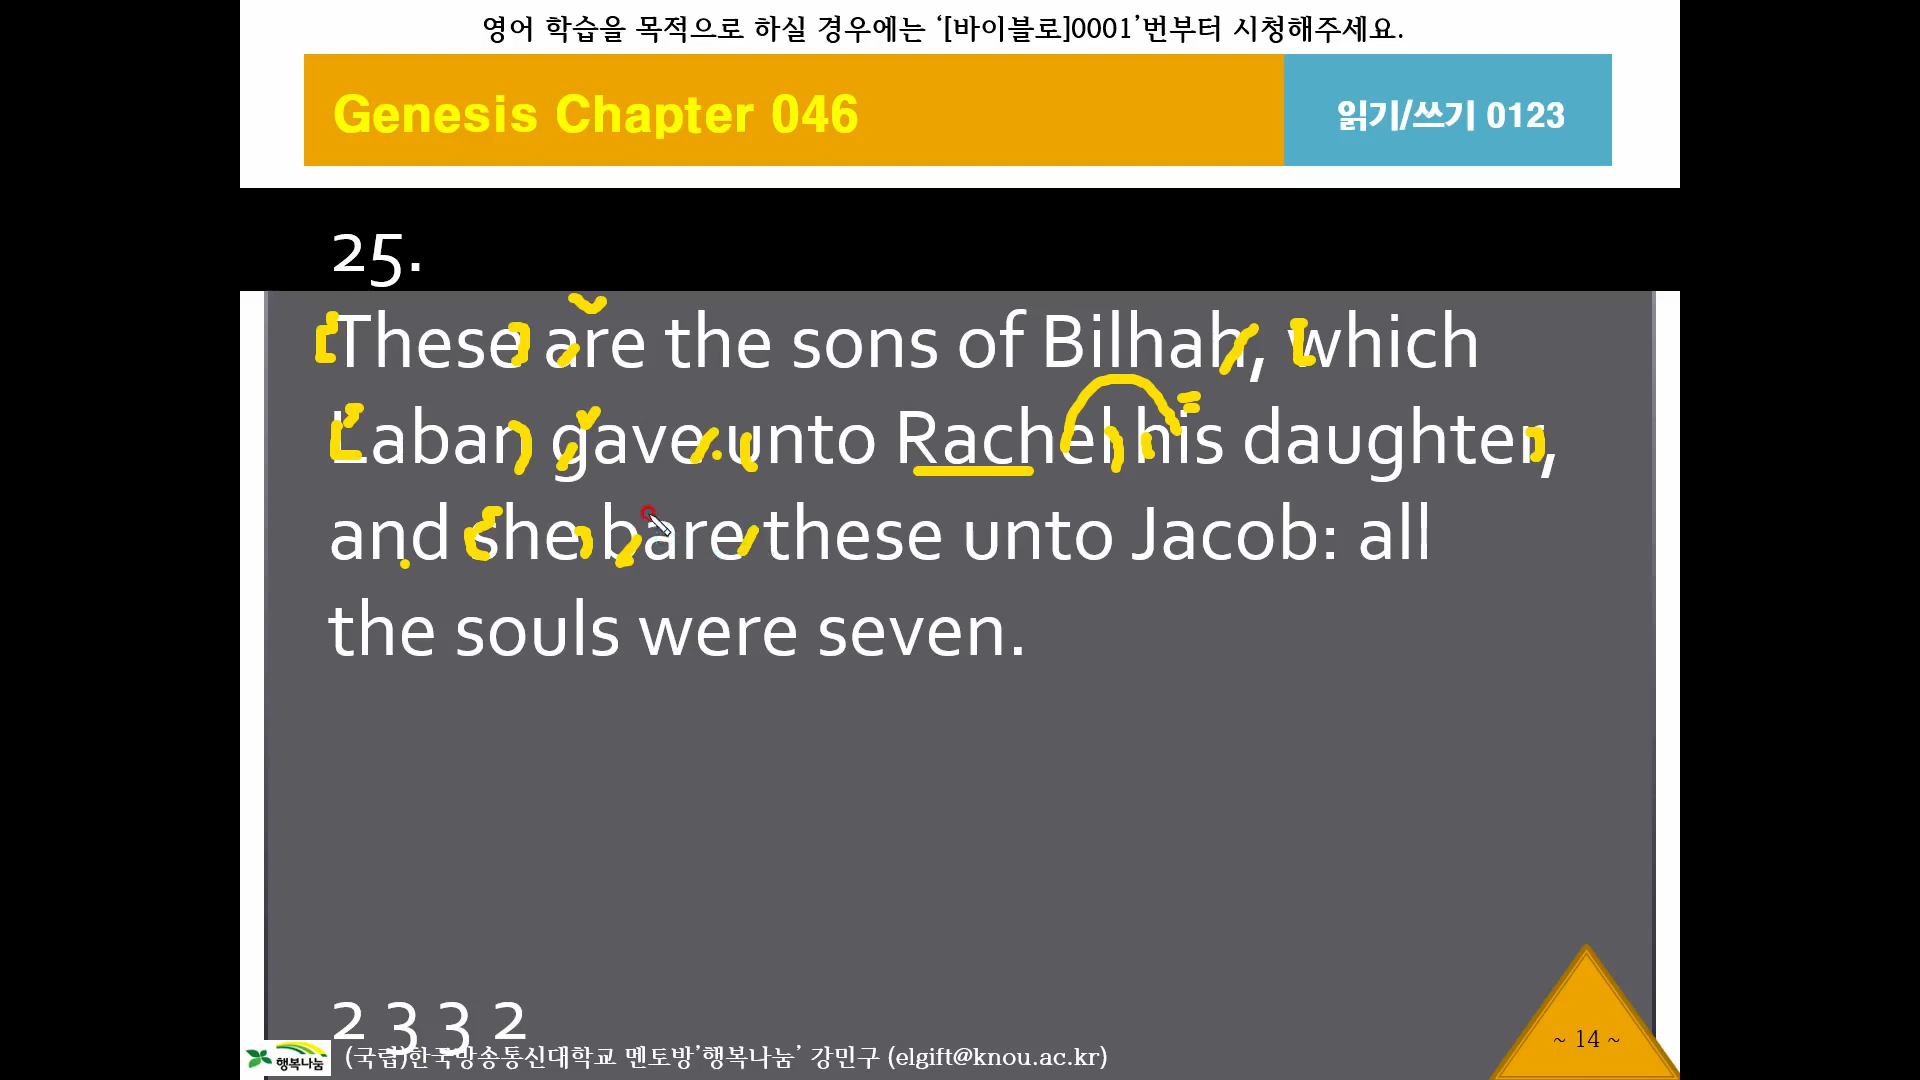 영어 학습을 목적으로 하실 경우에는 ‘[바이블로]0001’번부터 시청해주세요.
Genesis Chapter 046
읽기/쓰기 0123
25.
These are the sons of Bilhah, which
Laban gave unto Rachel his daughter,
and she bare these unto Jacob: all
the souls were seven.
2 3 3 2
행복나눔
(국립)한국방송통신대학교 멘토방’행복나눔’ 강민구 (elgift@knou.ac.kr)
~ 14 ~